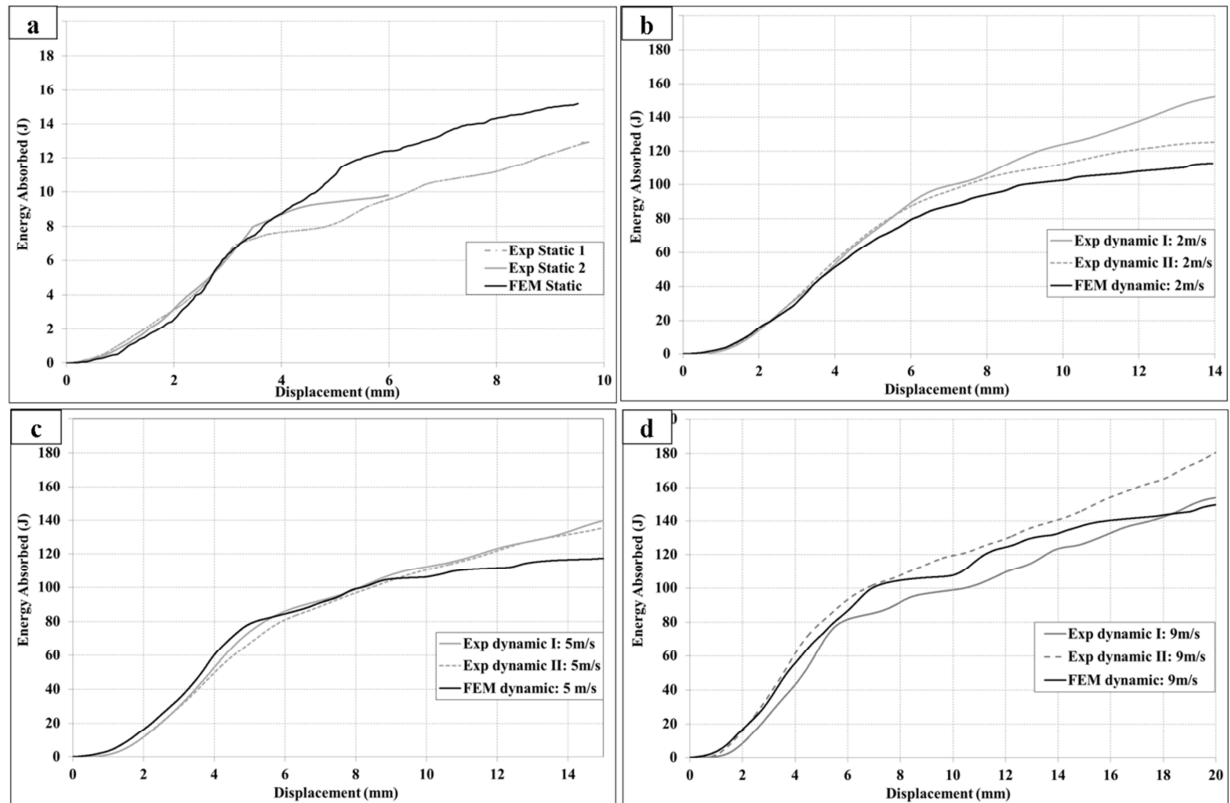 a
18
16
14
12
10
8
6
4
2
0
Energy Absorbed (J)
0 2 4 6 8 10
Displacement (mm)
Exp Static 1
Exp Static 2
FEM Static
b
180
160
140
120
100
80
60
40
20
0
Energy Absorbed (J)
0 2 4 6 8 10 12 14
Displacement (mm)
Exp dynamic I: 2m/s
Exp dynamic II: 2m/s
FEM dynamic: 2m/s
c
180
160
140
120
100
80
60
40
20
0
Energy Absorbed (J)
0 2 4 6 8 10 12 14
Displacement (mm)
Exp dynamic I: 5m/s
Exp dynamic II: 5m/s
FEM dynamic: 5 m/s
d
180
160
140
120
100
80
60
40
20
0
Energy Absorbed (J)
0 2 4 6 8 10 12 14 16 18 20
Displacement (mm)
Exp dynamic I: 9m/s
Exp dynamic II: 9m/s
FEM dynamic: 9m/s